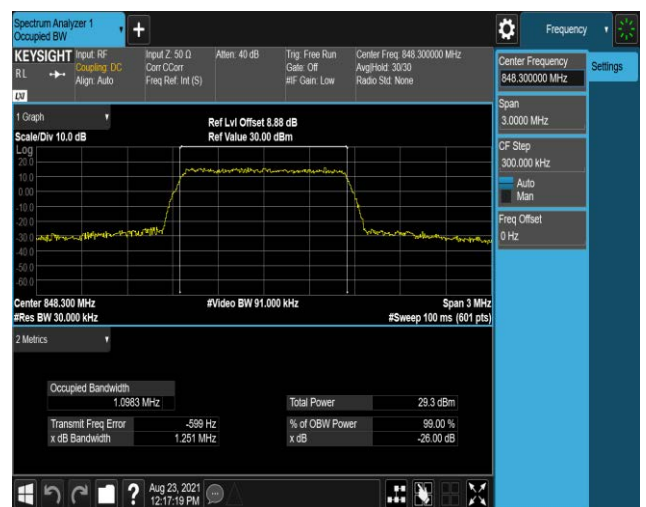 Spectrum Analyzer 1
Occupied BW
+
Frequency
KEYSIGHT Input: RF Input Z: 50 Ω Atten: 40 dB Trig: Free Run Center Freq: 848.300000 MHz
RL Coupling: DC Corr CCorr Gate: Off Avg|Hold: 30/30
Align: Auto Freq Ref: Int (S) #IF Gain: Low Radio Std: None
LXI
Center Frequency
848.300000 MHz
Settings
Span
3.0000 MHz
CF Step
300.000 kHz
Auto
Man
Freq Offset
0 Hz
1 Graph
Ref Lvl Offset 8.88 dB
Scale/Div 10.0 dB Ref Value 30.00 dBm
Log
20.0
10.0
0.00
-10.0
-20.0
-30.0
-40.0
-50.0
-60.0
Center 848.300 MHz #Video BW 91.000 kHz Span 3 MHz
#Res BW 30.000 kHz #Sweep 100 ms (601 pts)
2 Metrics
Occupied Bandwidth
1.0983 MHz Total Power 29.3 dBm
Transmit Freq Error -599 Hz % of OBW Power 99.00 %
x dB Bandwidth 1.251 MHz x dB -26.00 dB
? Aug 23, 2021
12:17:19 PM